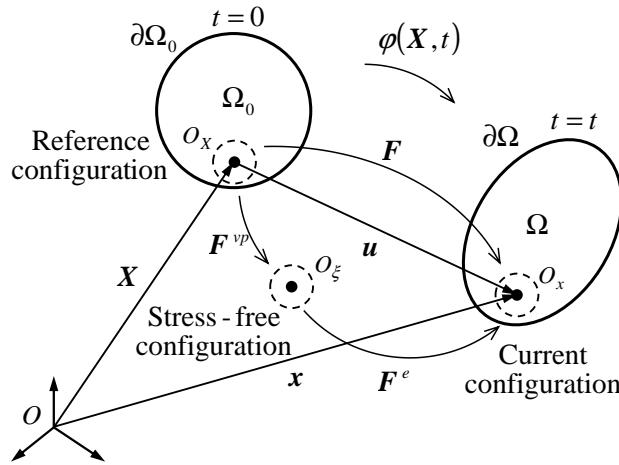 t = 0
∂Ω₀
φ(X, t)
Ω₀
t = t
∂Ω
Reference
configuration
O_X
F
Ω
F^{vp}
u
X
O_ξ
O_x
Stress - free
configuration
Current
configuration
x
F^e
O